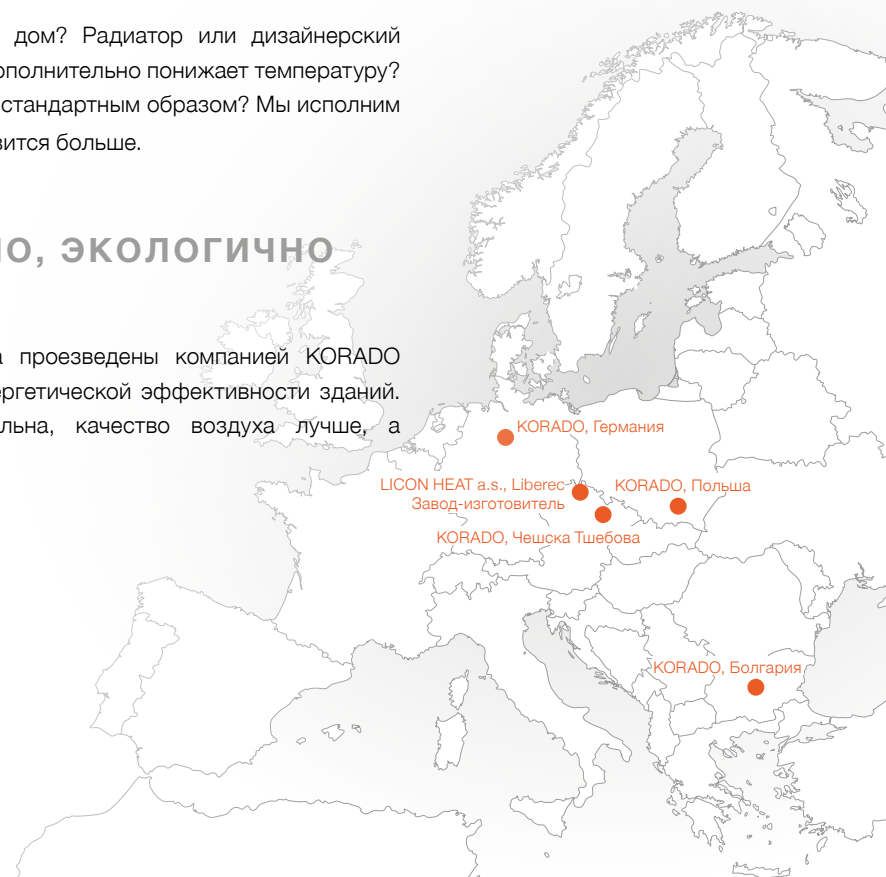 дом? Радиатор или дизайнерский
ополнительно понижает температуру?
стандартным образом? Мы исполним
вится больше.
О, ЭКОЛОГИЧНО
а проезведены компанией KORADO
ергетической эффективности зданий.
льна, качество воздуха лучше, а
KORADO, Германия
LICON HEAT a.s., Liberec
Завод-изготовитель
KORADO, Польша
KORADO, Чешска Тшебова
KORADO, Болгария